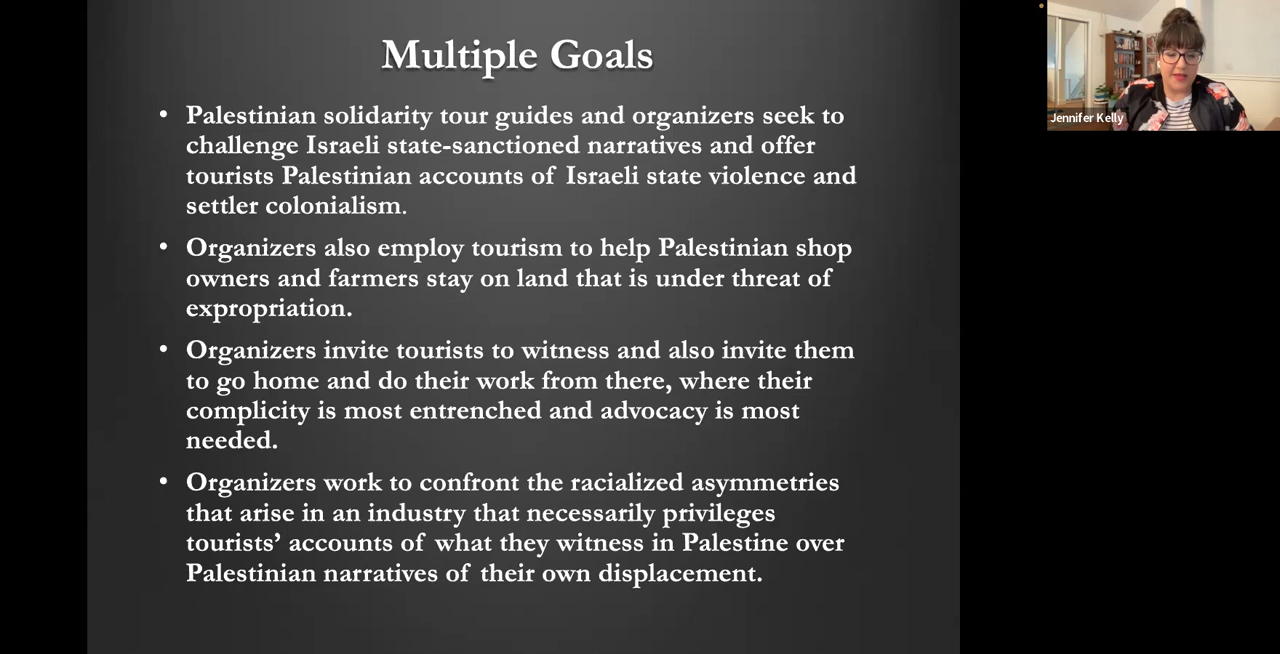 Multiple Goals
• Palestinian solidarity tour guides and organizers seek to
challenge Israeli state-sanctioned narratives and offer
tourists Palestinian accounts of Israeli state violence and
settler colonialism.
• Organizers also employ tourism to help Palestinian shop
owners and farmers stay on land that is under threat of
expropriation.
• Organizers invite tourists to witness and also invite them
to go home and do their work from there, where their
complicity is most entrenched and advocacy is most
needed.
• Organizers work to confront the racialized asymmetries
that arise in an industry that necessarily privileges
tourists’ accounts of what they witness in Palestine over
Palestinian narratives of their own displacement.
Jennifer Kelly